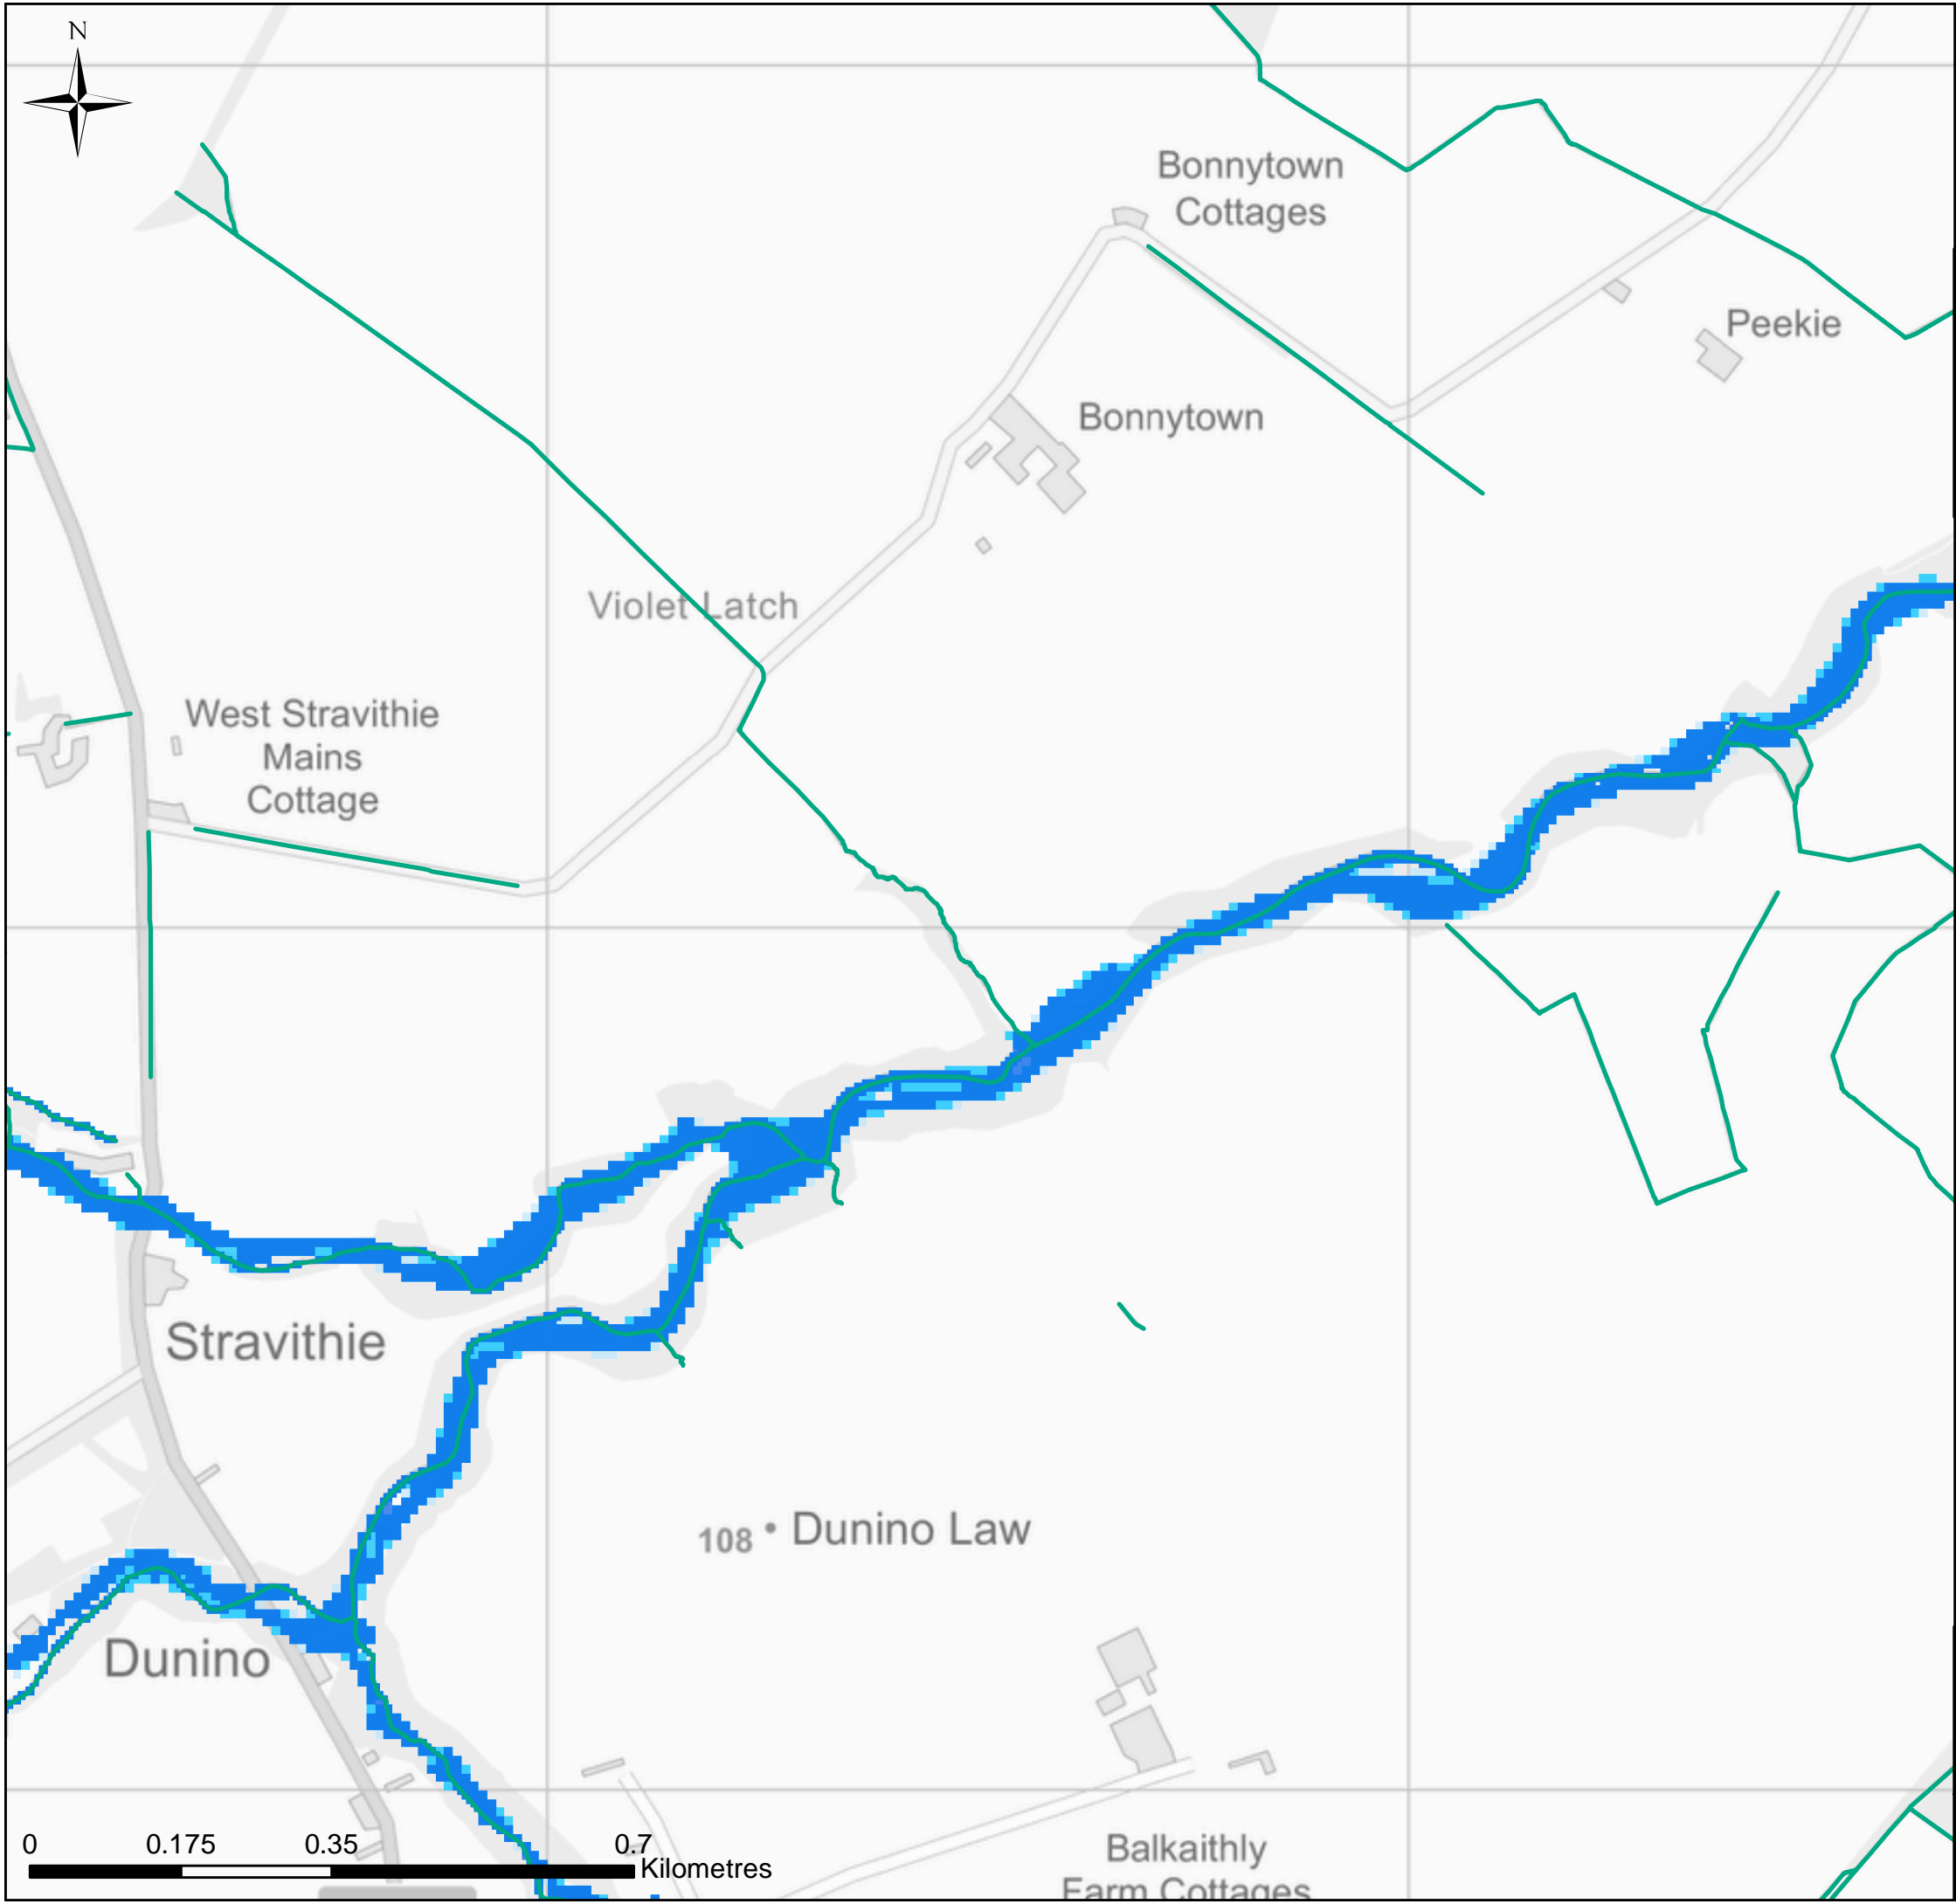 N
Bonnytown
Cottages
Peekie
Bonnytown
Violet Latch
West Stravithie
Mains
Cottage
Stravithie
108 • Dunino Law
Dunino
0 0.175 0.35 0.7
Kilometres
Balkaithly
Farm Cottages